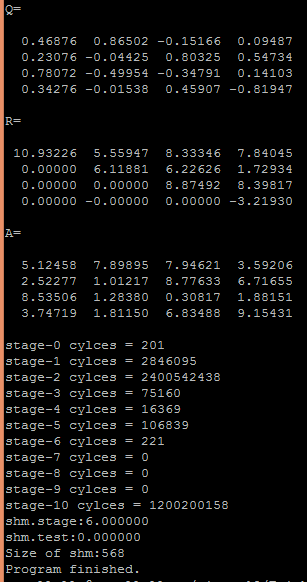 Q=
0.46876 0.86502 -0.15166 0.09487
0.23076 -0.04425 0.80325 0.54734
0.78072 -0.49954 -0.34791 0.14103
0.34276 -0.01538 0.45907 -0.81947
R=
10.93226 5.55947 8.33346 7.84045
0.00000 6.11881 6.22626 1.72934
0.00000 0.00000 8.87492 8.39817
0.00000 -0.00000 0.00000 -3.21930
A=
5.12458 7.89895 7.94621 3.59206
2.52277 1.01217 8.77633 6.71655
8.53506 1.28380 0.30817 1.88151
3.74719 1.81150 6.83488 9.15431
stage-0 cylces = 201
stage-1 cylces = 2846095
stage-2 cylces = 2400542438
stage-3 cylces = 75160
stage-4 cylces = 16369
stage-5 cylces = 106839
stage-6 cylces = 221
stage-7 cylces = 0
stage-8 cylces = 0
stage-9 cylces = 0
stage-10 cylces = 1200200158
shm.stage:6.000000
shm.test:0.000000
Size of shm:568
Program finished.